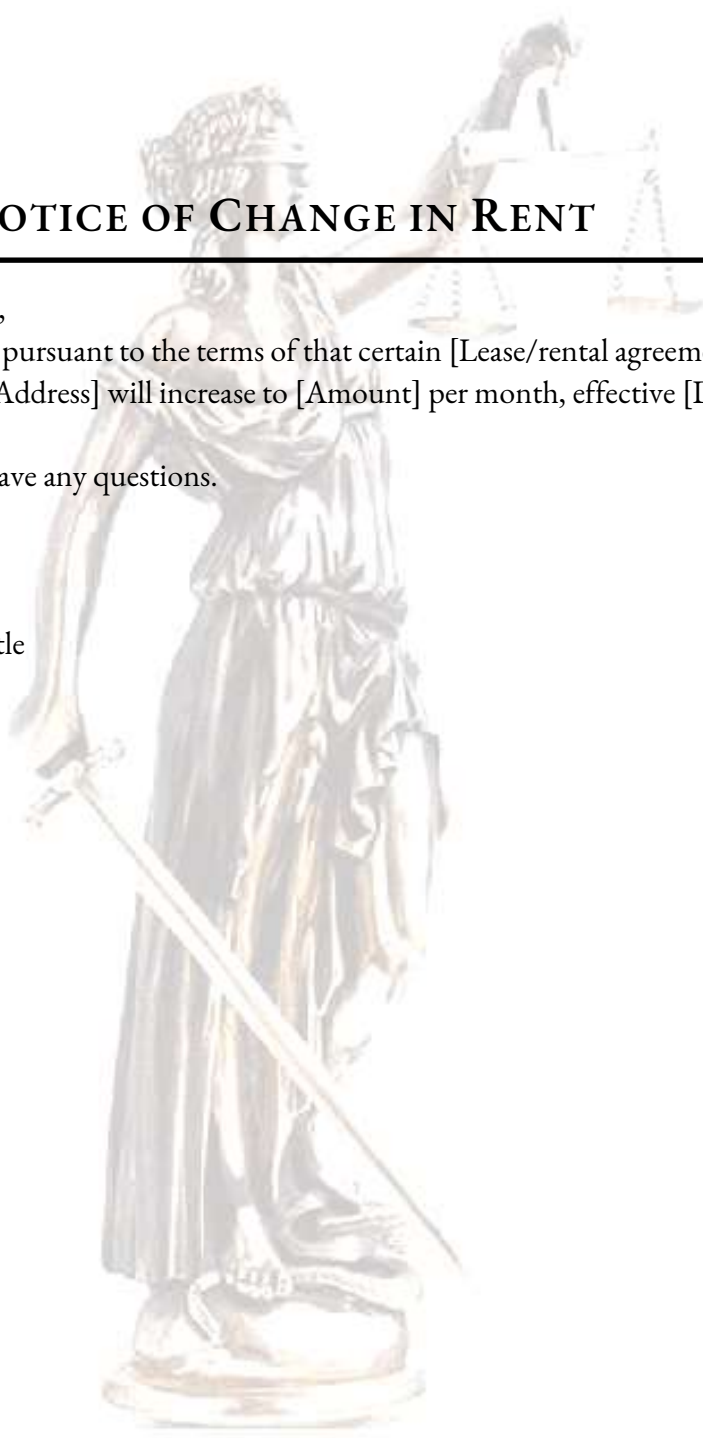 OTICE OF CHANGE IN RENT
,
pursuant to the terms of that certain [Lease/rental agreem
Address] will increase to [Amount] per month, effective [D
ave any questions.
tle